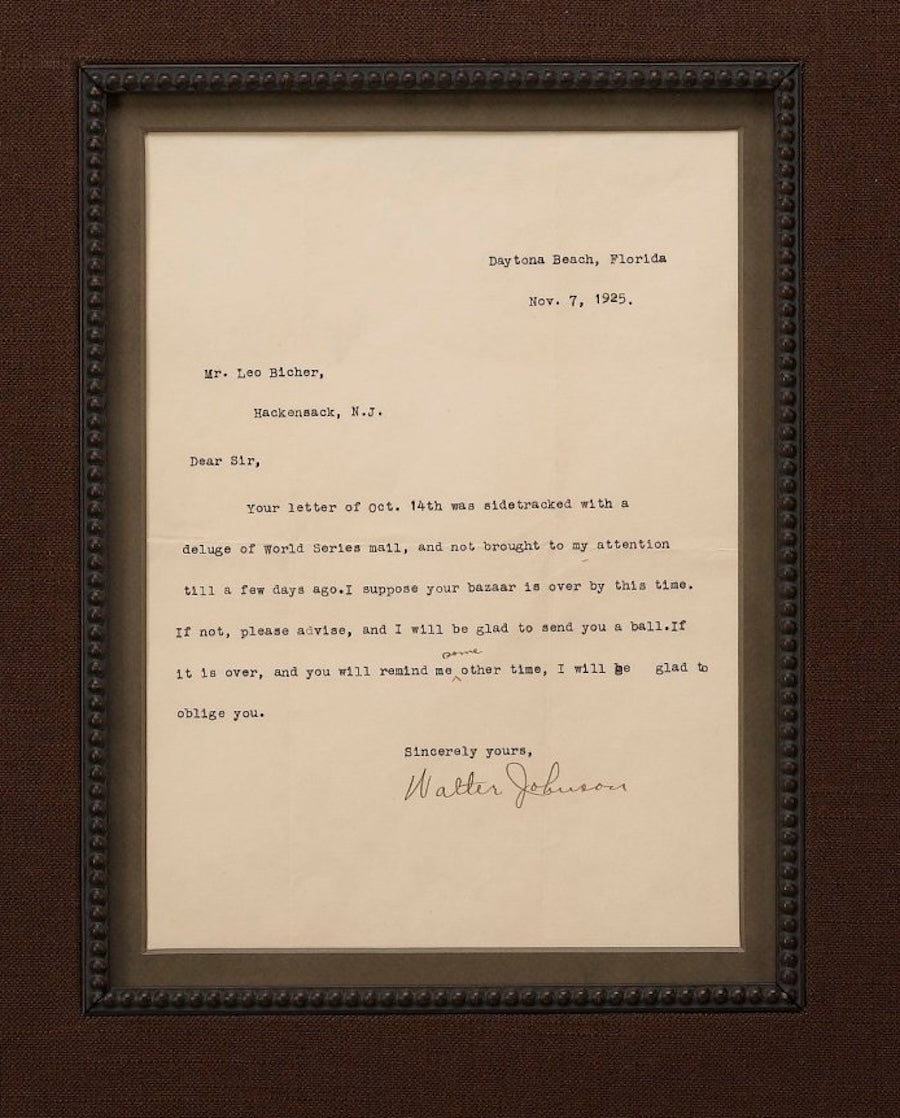 Daytona Beach, Florida
Nov. 7, 1925.
Mr. Leo Bicher,
Hackensack, N.J.
Dear Sir,
Your letter of Oct. 14th was sidetracked with a
deluge of World Series mail, and not brought to my attention
till a few days ago.I suppose your bazaar is over by this time.
If not, please advise, and I will be glad to send you a ball.If
some
it is over, and you will remind me ‸ other time, I will be glad to
oblige you.
Sincerely yours,
Walter Johnson